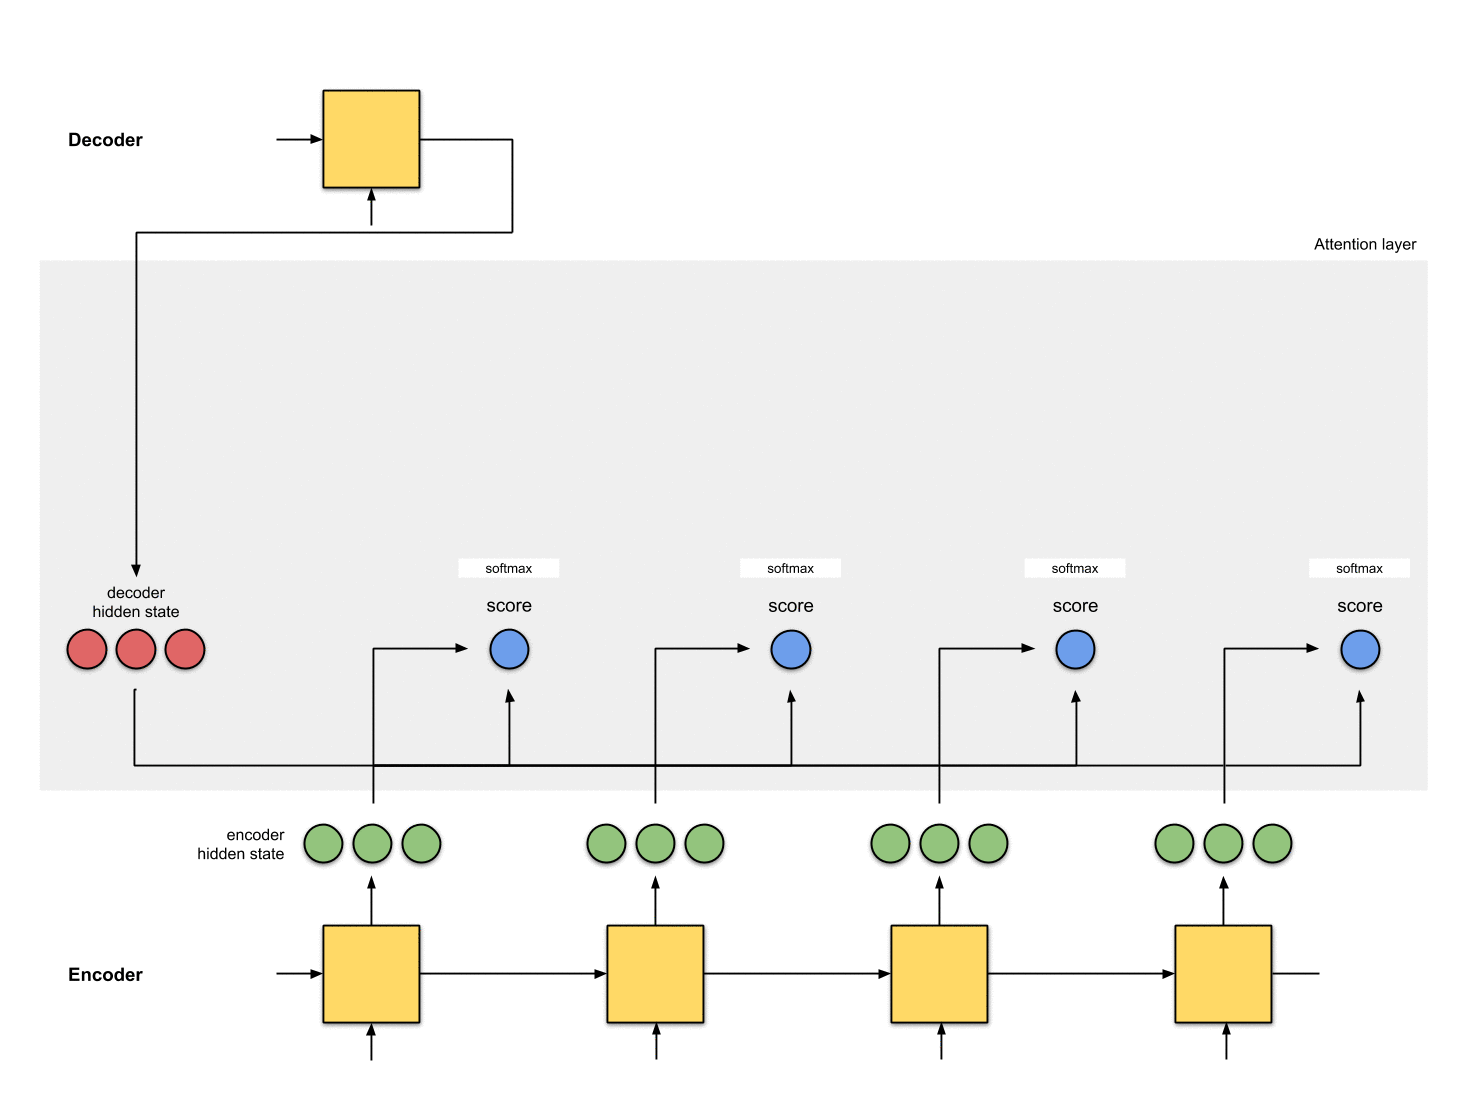 Decoder
Attention layer
softmax
softmax
softmax
softmax
decoder
hidden state
score
score
score
score
encoder
hidden state
Encoder